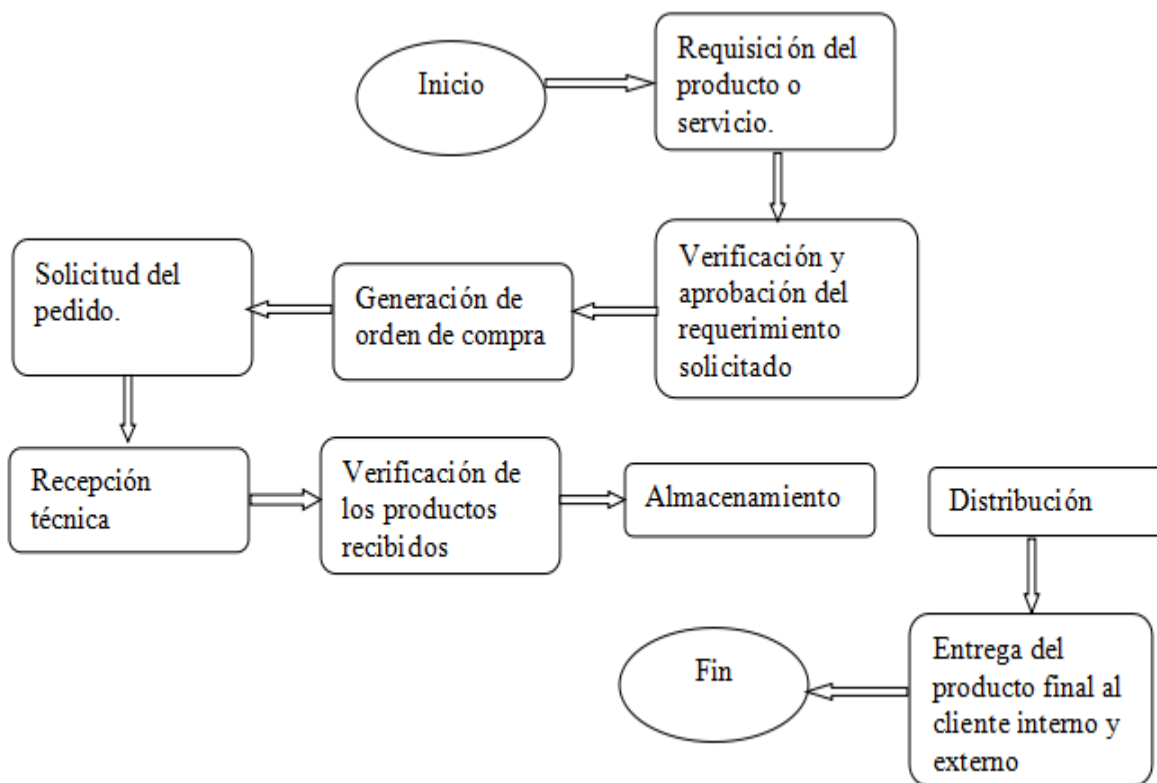 Inicio
Requisición del
producto o
servicio.
Verificación y
aprobación del
requerimiento
solicitado
Generación de
orden de compra
Solicitud del
pedido.
Recepción
técnica
Verificación de
los productos
recibidos
Almacenamiento
Distribución
Entrega del
producto final al
cliente interno y
externo
Fin